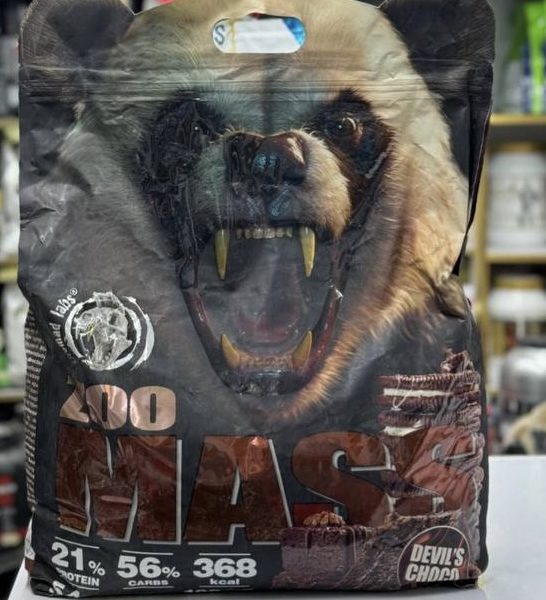 S
labs®
ZOO
MASS
21% 56% 368
PROTEIN CARBS kcal
DEVIL'S
CHOCO